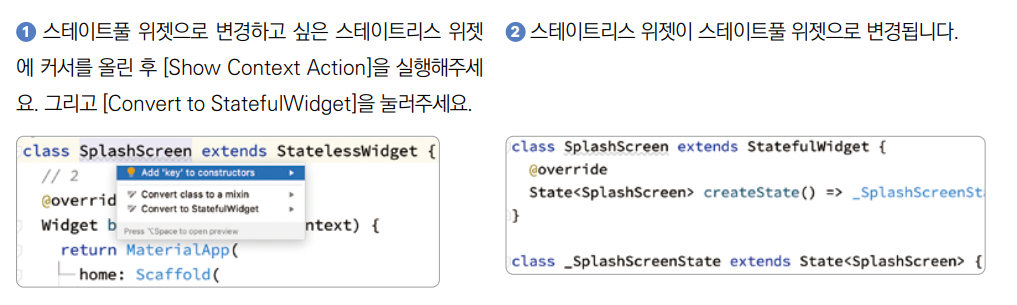 1 스테이트풀 위젯으로 변경하고 싶은 스테이트리스 위젯
에 커서를 올린 후 [Show Context Action]을 실행해주세
요. 그리고 [Convert to StatefulWidget]을 눌러주세요.
2 스테이트리스 위젯이 스테이트풀 위젯으로 변경됩니다.
class SplashScreen extends StatelessWidget {
// 2
Add 'key' to constructors
@overrid
Convert class to a mixin
Convert to StatefulWidget
Widget b ntext) {
Press ⌥Space to open preview
return MaterialApp(
home: Scaffold(
class SplashScreen extends StatefulWidget {
@override
State<SplashScreen> createState() => _SplashScreenSt
}
class _SplashScreenState extends State<SplashScreen> {